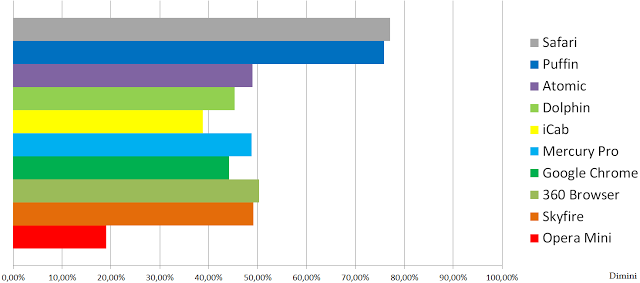 Safari
Puffin
Atomic
Dolphin
iCab
Mercury Pro
Google Chrome
360 Browser
Skyfire
Opera Mini
0,00% 10,00% 20,00% 30,00% 40,00% 50,00% 60,00% 70,00% 80,00% 90,00% 100,00%
Dimini